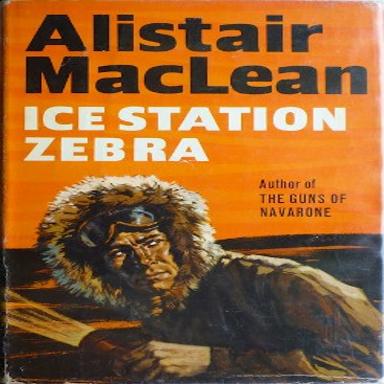 Alistair
MacLean
ICE STATION
ZEBRA
Author of
THE GUNS OF
NAVARONE